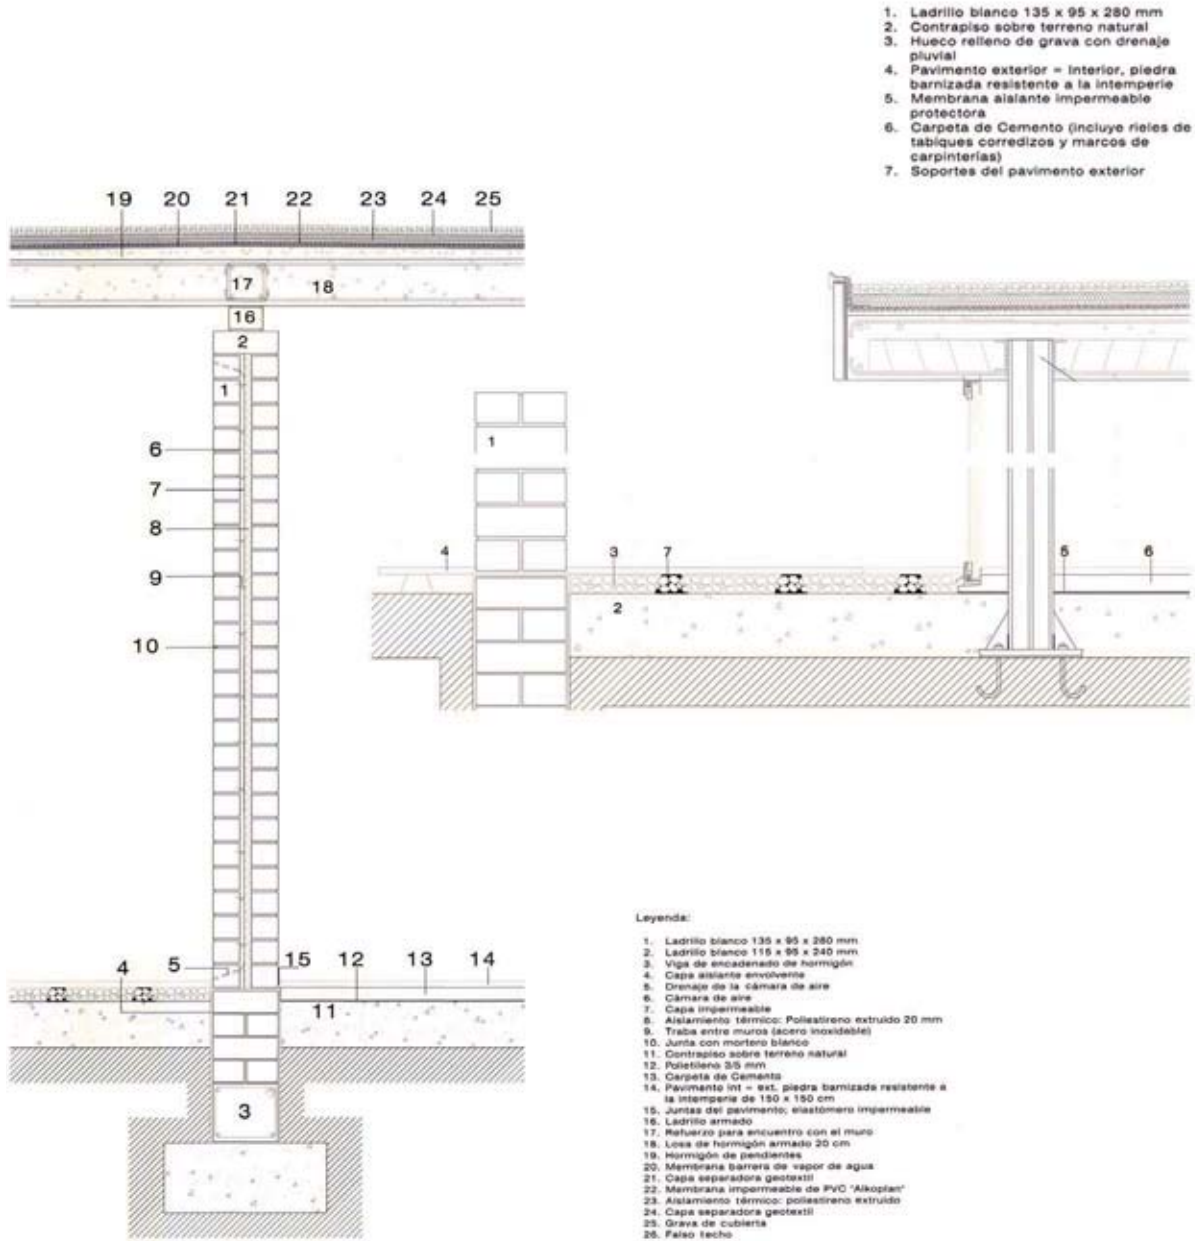 1. Ladrillo blanco 135 x 95 x 280 mm
2. Contrapiso sobre terreno natural
3. Hueco relleno de grava con drenaje
pluvial
4. Pavimento exterior = Interior, piedra
barnizada resistente a la intemperie
5. Membrana aislante impermeable
protectora
6. Carpeta de Cemento (incluye rieles de
tabiques corredizos y marcos de
carpinterías)
7. Soportes del pavimento exterior
19 20 21 22 23 24 25
17 18
16
2
1
6
7
8
9
10
4 5 15 12 13 14
11
3
1
4 3 7 5 6
2
Leyenda:
1. Ladrillo blanco 135 x 95 x 280 mm
2. Ladrillo blanco 115 x 95 x 240 mm
3. Viga de encadenado de hormigón
4. Capa aislante envolvente
5. Drenaje de la cámara de aire
6. Cámara de aire
7. Capa impermeable
8. Aislamiento térmico: Poliestireno extruido 20 mm
9. Traba entre muros (acero inoxidable)
10. Junta con mortero blanco
11. Contrapiso sobre terreno natural
12. Polietileno 3/5 mm
13. Carpeta de Cemento
14. Pavimento int = ext. piedra barnizada resistente a
la intemperie de 150 x 150 cm
15. Juntas del pavimento; elastómero impermeable
16. Ladrillo armado
17. Refuerzo para encuentro con el muro
18. Losa de hormigón armado 20 cm
19. Hormigón de pendientes
20. Membrana barrera de vapor de agua
21. Capa separadora geotextil
22. Membrana impermeable de PVC "Alkoplan"
23. Aislamiento térmico: poliestireno extruido
24. Capa separadora geotextil
25. Grava de cubierta
26. Falso techo